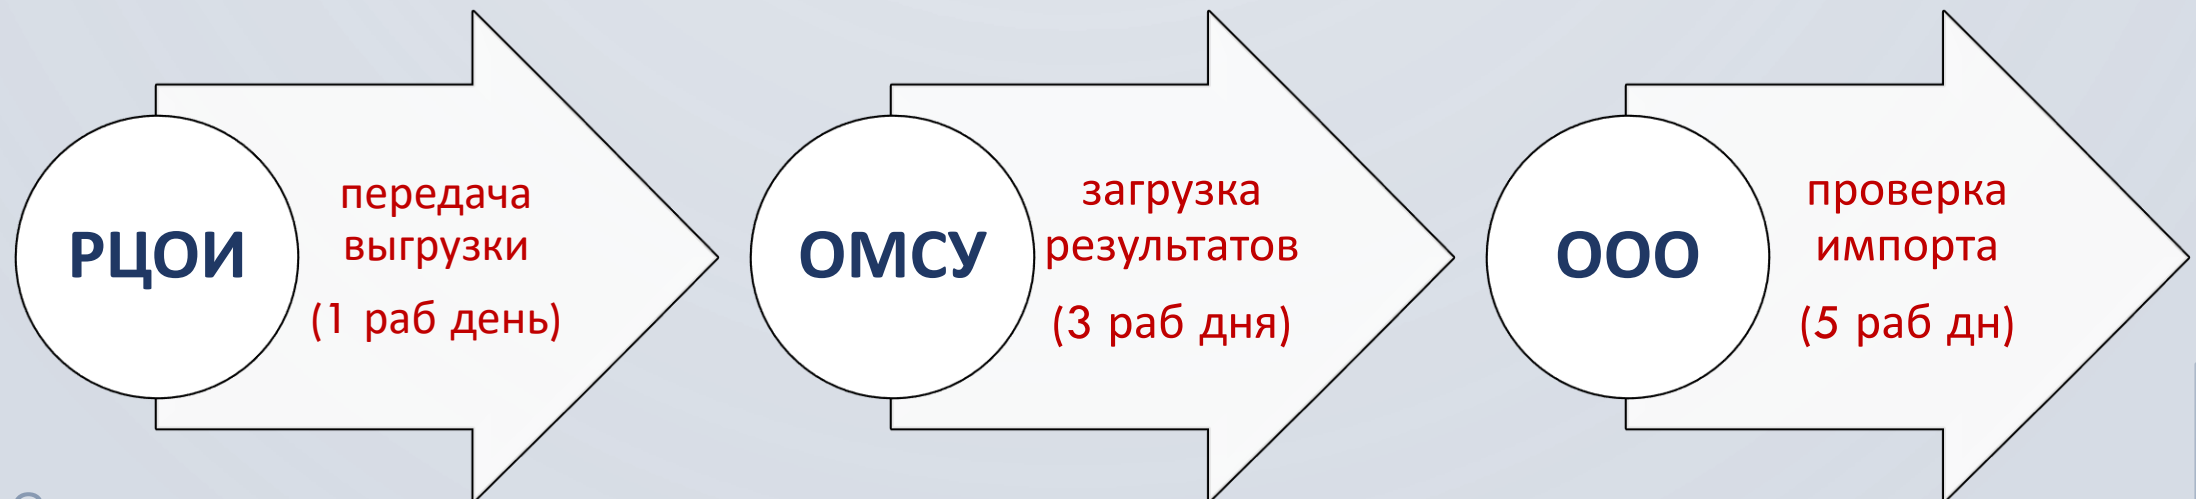 РЦОИ
передача
выгрузки
(1 раб день)
ОМСУ
загрузка
результатов
(3 раб дня)
ООО
проверка
импорта
(5 раб дн)